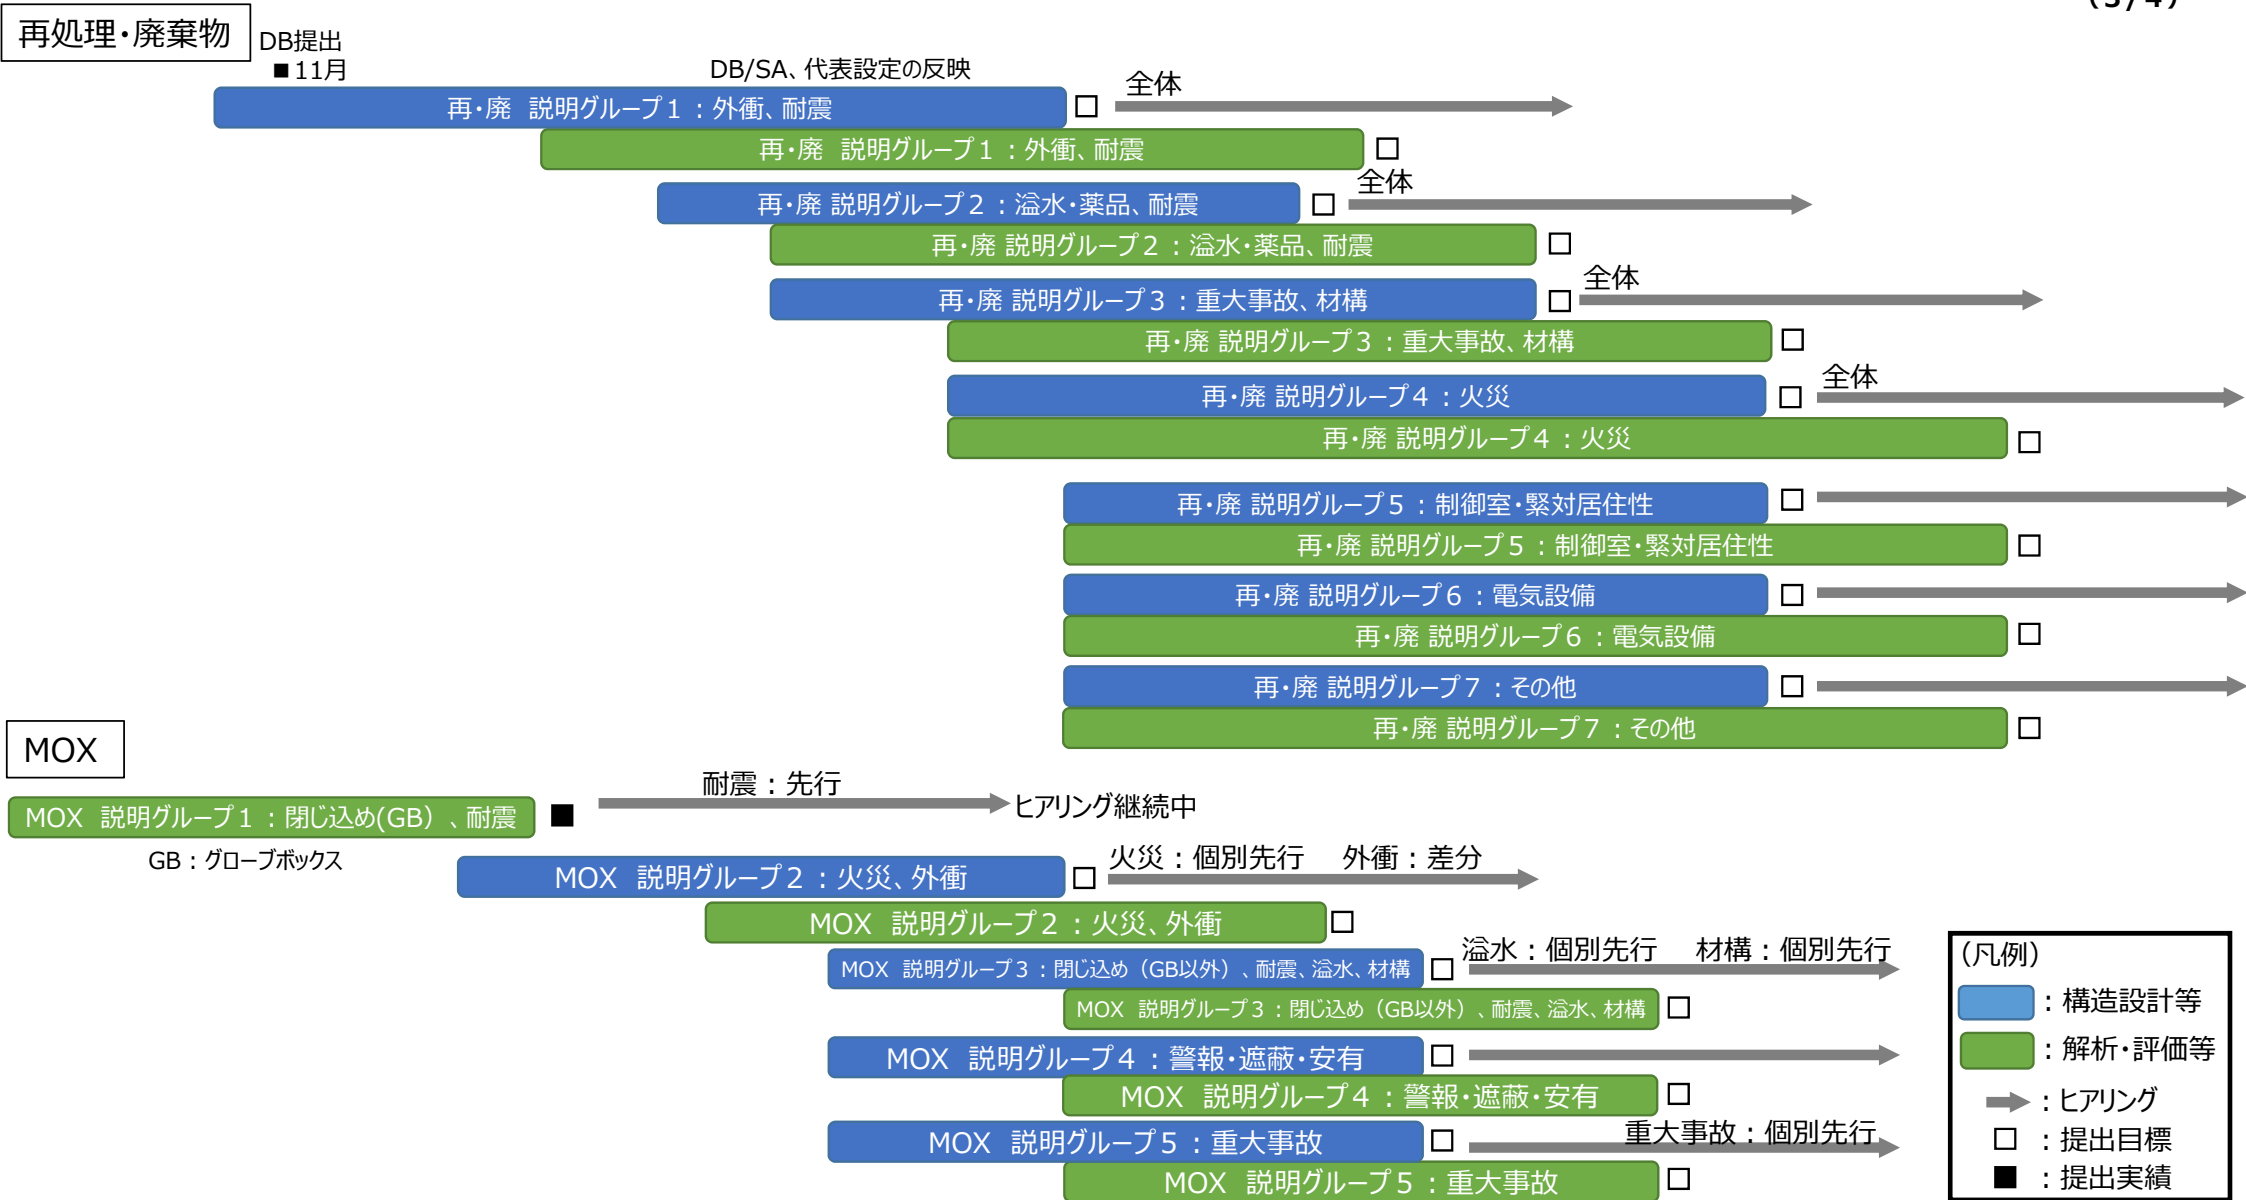 (3/4)
再処理・廃棄物
DB提出
■11月
DB/SA、代表設定の反映
再・廃 説明グループ1：外衝、耐震
□
全体
再・廃 説明グループ1：外衝、耐震
□
再・廃 説明グループ2：溢水・薬品、耐震
□
全体
再・廃 説明グループ2：溢水・薬品、耐震
□
再・廃 説明グループ3：重大事故、材構
□
全体
再・廃 説明グループ3：重大事故、材構
□
再・廃 説明グループ4：火災
□
全体
再・廃 説明グループ4：火災
□
再・廃 説明グループ5：制御室・緊対居住性
□
再・廃 説明グループ5：制御室・緊対居住性
□
再・廃 説明グループ6：電気設備
□
再・廃 説明グループ6：電気設備
□
再・廃 説明グループ7：その他
□
再・廃 説明グループ7：その他
□
MOX
MOX 説明グループ1：閉じ込め(GB）、耐震
■
耐震：先行
ヒアリング継続中
GB：グローブボックス
MOX 説明グループ2：火災、外衝
□
火災：個別先行 外衝：差分
MOX 説明グループ2：火災、外衝
□
MOX 説明グループ3：閉じ込め（GB以外）、耐震、溢水、材構
□
溢水：個別先行 材構：個別先行
MOX 説明グループ3：閉じ込め（GB以外）、耐震、溢水、材構
□
MOX 説明グループ4：警報・遮蔽・安有
□
MOX 説明グループ4：警報・遮蔽・安有
□
MOX 説明グループ5：重大事故
□
重大事故：個別先行
MOX 説明グループ5：重大事故
□
(凡例)
：構造設計等
：解析・評価等
：ヒアリング
□：提出目標
■：提出実績